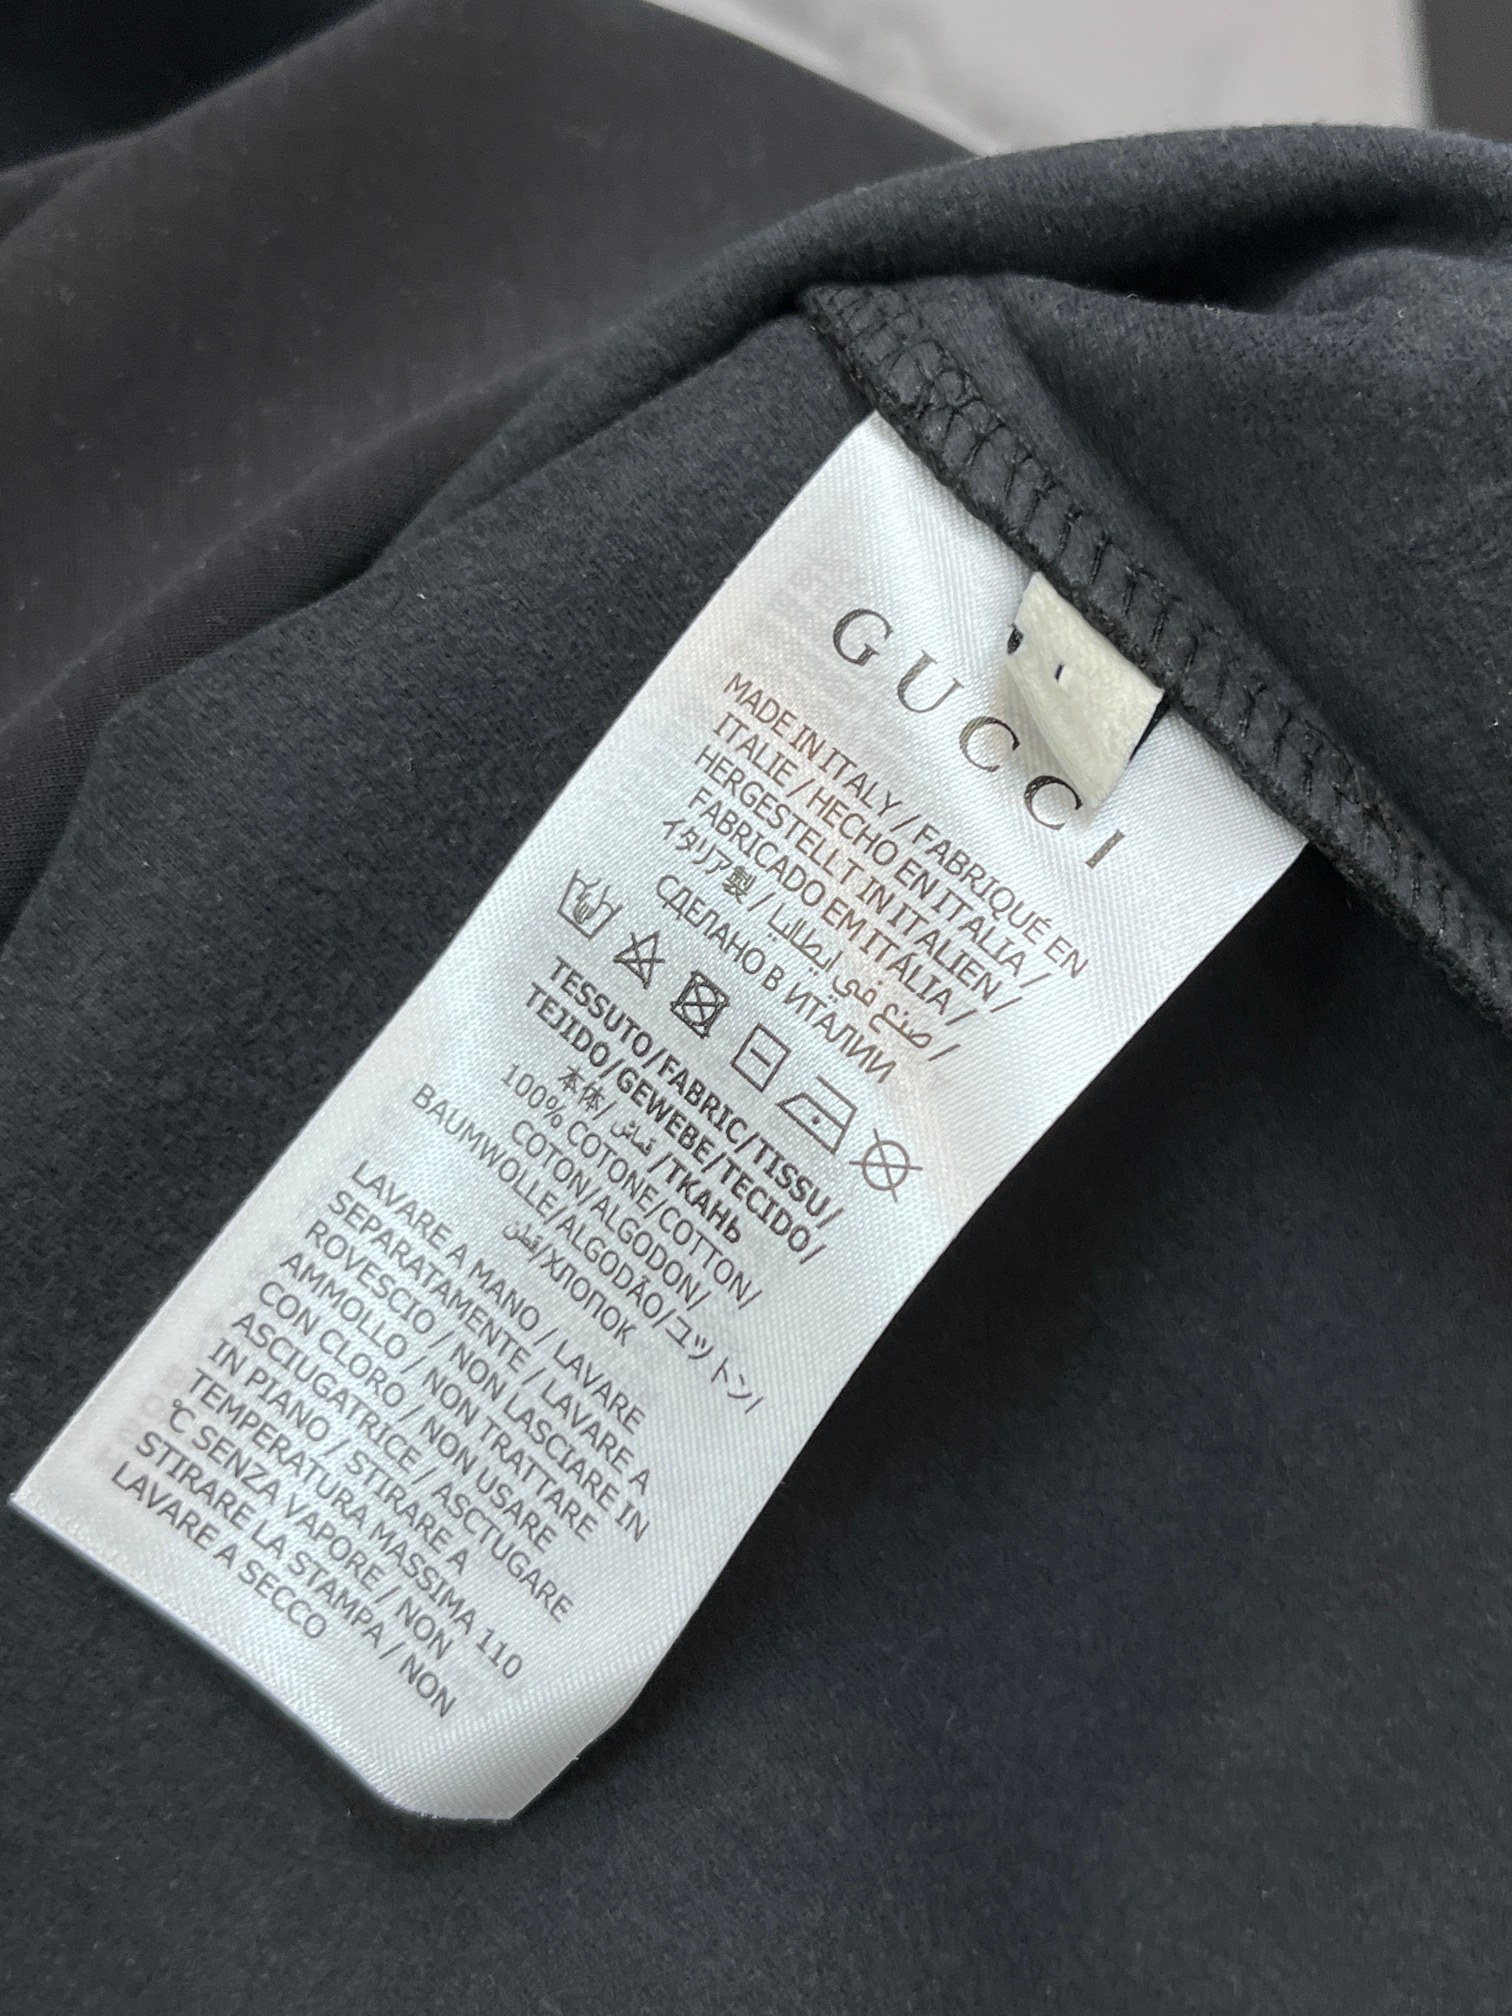 GUCCI
MADE IN ITALY / FABRIQUÉ EN
ITALIE / HECHO EN ITALIA /
HERGESTELLT IN ITALIEN /
FABRICADO EM ITÁLIA /
イタリア製 / صنع في ايطاليا /
СДЕЛАНО В ИТАЛИИ
TESSUTO/FABRIC/TISSU/
TEJIDO/GEWEBE/TECIDO/
本体/ قماش /ТКАНЬ
100% COTONE/COTTON/
COTON/ALGODON/
BAUMWOLLE/ALGODÃO/コットン/
قطن/ХЛОПОК
LAVARE A MANO / LAVARE
SEPARATAMENTE / LAVARE A
ROVESCIO / NON LASCIARE IN
AMMOLLO / NON TRATTARE
CON CLORO / NON USARE
ASCIUGATRICE / ASCTUGARE
IN PIANO / STIRARE A
TEMPERATURA MASSIMA 110
°C SENZA VAPORE / NON
STIRARE LA STAMPA / NON
LAVARE A SECCO